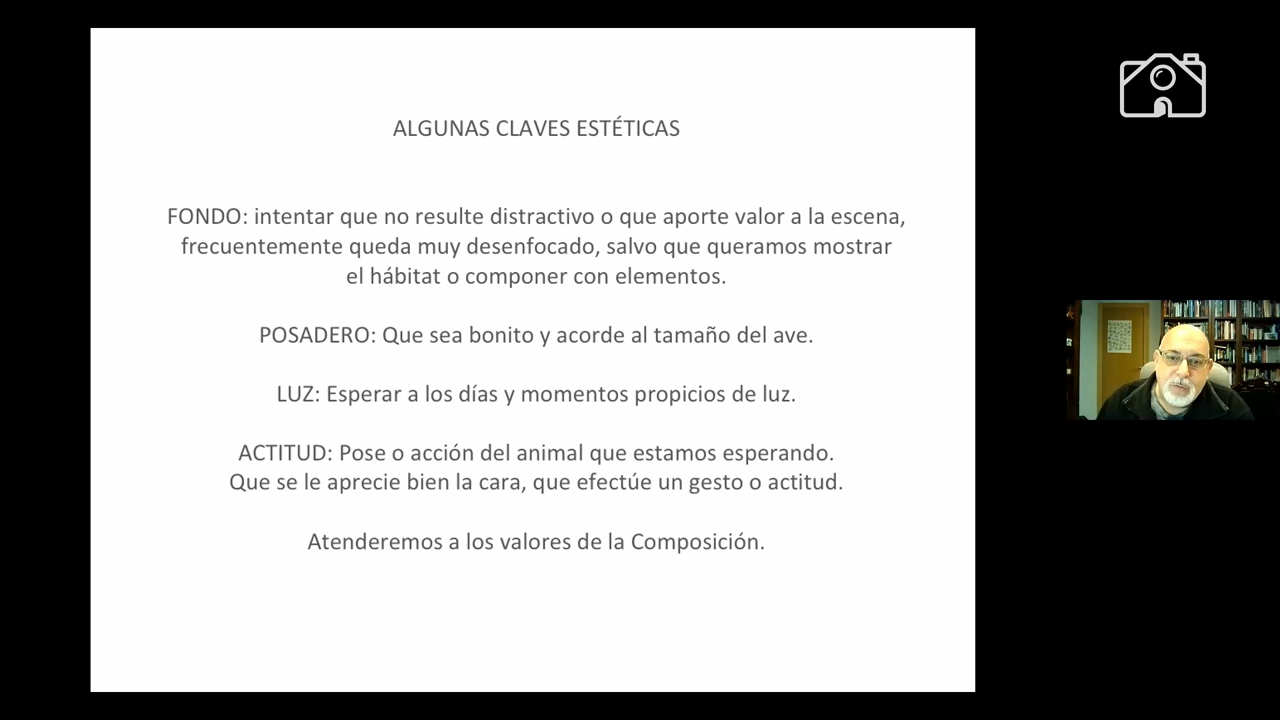 ALGUNAS CLAVES ESTÉTICAS
FONDO: intentar que no resulte distractivo o que aporte valor a la escena,
frecuentemente queda muy desenfocado, salvo que queramos mostrar
el hábitat o componer con elementos.
POSADERO: Que sea bonito y acorde al tamaño del ave.
LUZ: Esperar a los días y momentos propicios de luz.
ACTITUD: Pose o acción del animal que estamos esperando.
Que se le aprecie bien la cara, que efectúe un gesto o actitud.
Atenderemos a los valores de la Composición.